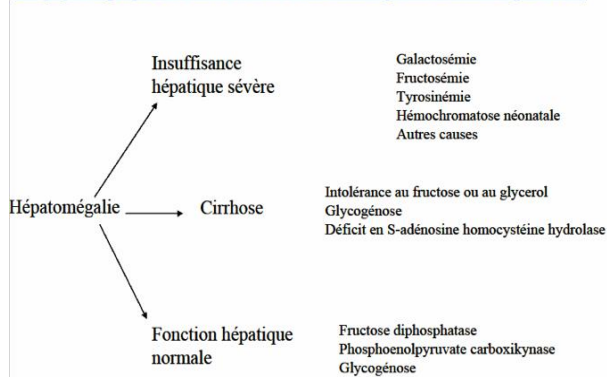 Insuffisance
hépatique sévère
Galactosémie
Fructosémie
Tyrosinémie
Hémochromatose néonatale
Autres causes
Hépatomégalie
Cirrhose
Intolérance au fructose ou au glycerol
Glycogénose
Déficit en S-adénosine homocystéine hydrolase
Fonction hépatique
normale
Fructose diphosphatase
Phosphoenolpyruvate carboxikynase
Glycogénose